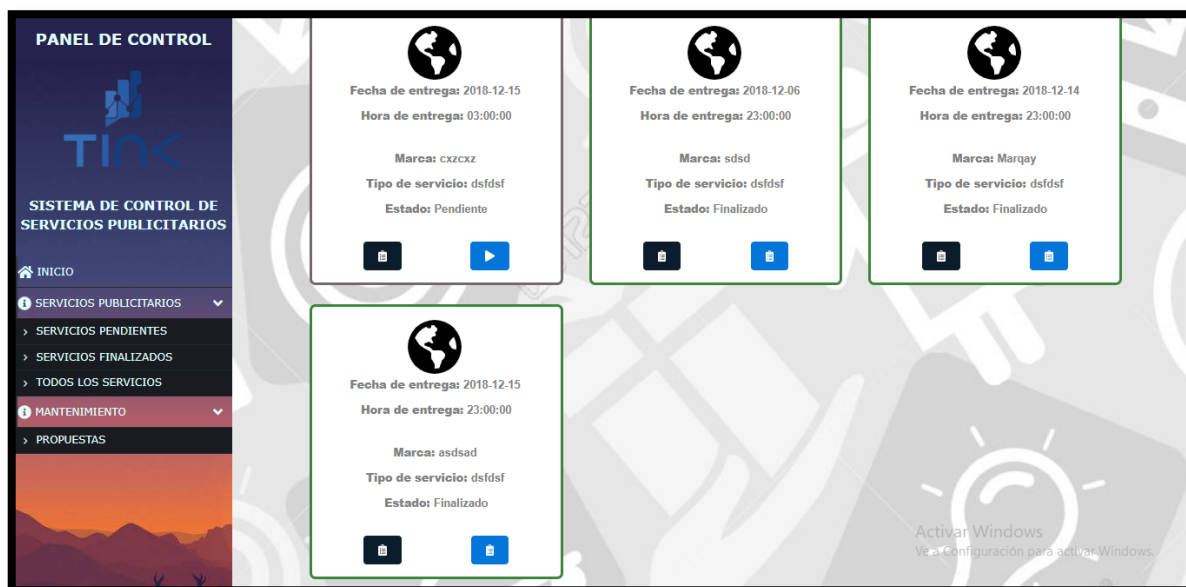 PANEL DE CONTROL
TINK
SISTEMA DE CONTROL DE
SERVICIOS PUBLICITARIOS
INICIO
SERVICIOS PUBLICITARIOS
SERVICIOS PENDIENTES
SERVICIOS FINALIZADOS
TODOS LOS SERVICIOS
MANTENIMIENTO
PROPUESTAS
Fecha de entrega: 2018-12-15
Hora de entrega: 03:00:00
Marca: cxzcxz
Tipo de servicio: dsfdsf
Estado: Pendiente
Fecha de entrega: 2018-12-06
Hora de entrega: 23:00:00
Marca: sdsd
Tipo de servicio: dsfdsf
Estado: Finalizado
Fecha de entrega: 2018-12-14
Hora de entrega: 23:00:00
Marca: Marqay
Tipo de servicio: dsfdsf
Estado: Finalizado
Fecha de entrega: 2018-12-15
Hora de entrega: 23:00:00
Marca: asdsad
Tipo de servicio: dsfdsf
Estado: Finalizado
Activar Windows
Ve a Configuración para activar Windows.